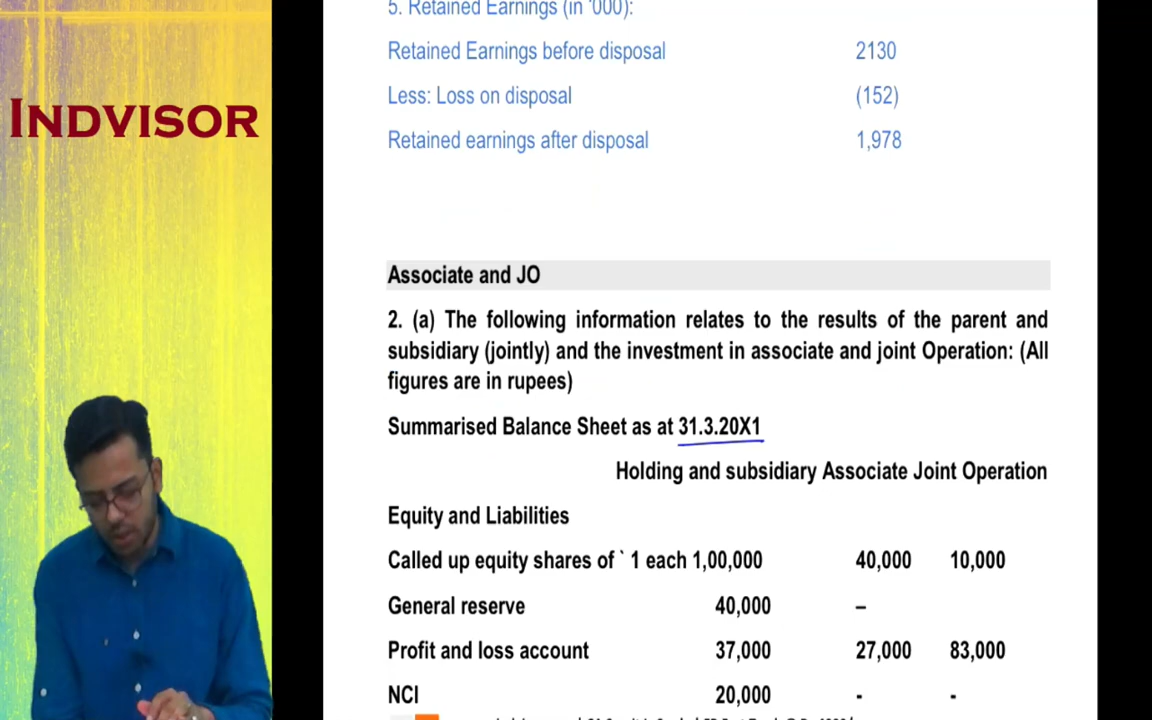 INDVISOR
5. Retained Earnings (in '000):
Retained Earnings before disposal 2130
Less: Loss on disposal (152)
Retained earnings after disposal 1,978
Associate and JO
2. (a) The following information relates to the results of the parent and
subsidiary (jointly) and the investment in associate and joint Operation: (All
figures are in rupees)
Summarised Balance Sheet as at 31.3.20X1
Holding and subsidiary Associate Joint Operation
Equity and Liabilities
Called up equity shares of ` 1 each 1,00,000 40,000 10,000
General reserve 40,000 –
Profit and loss account 37,000 27,000 83,000
NCI 20,000 - -